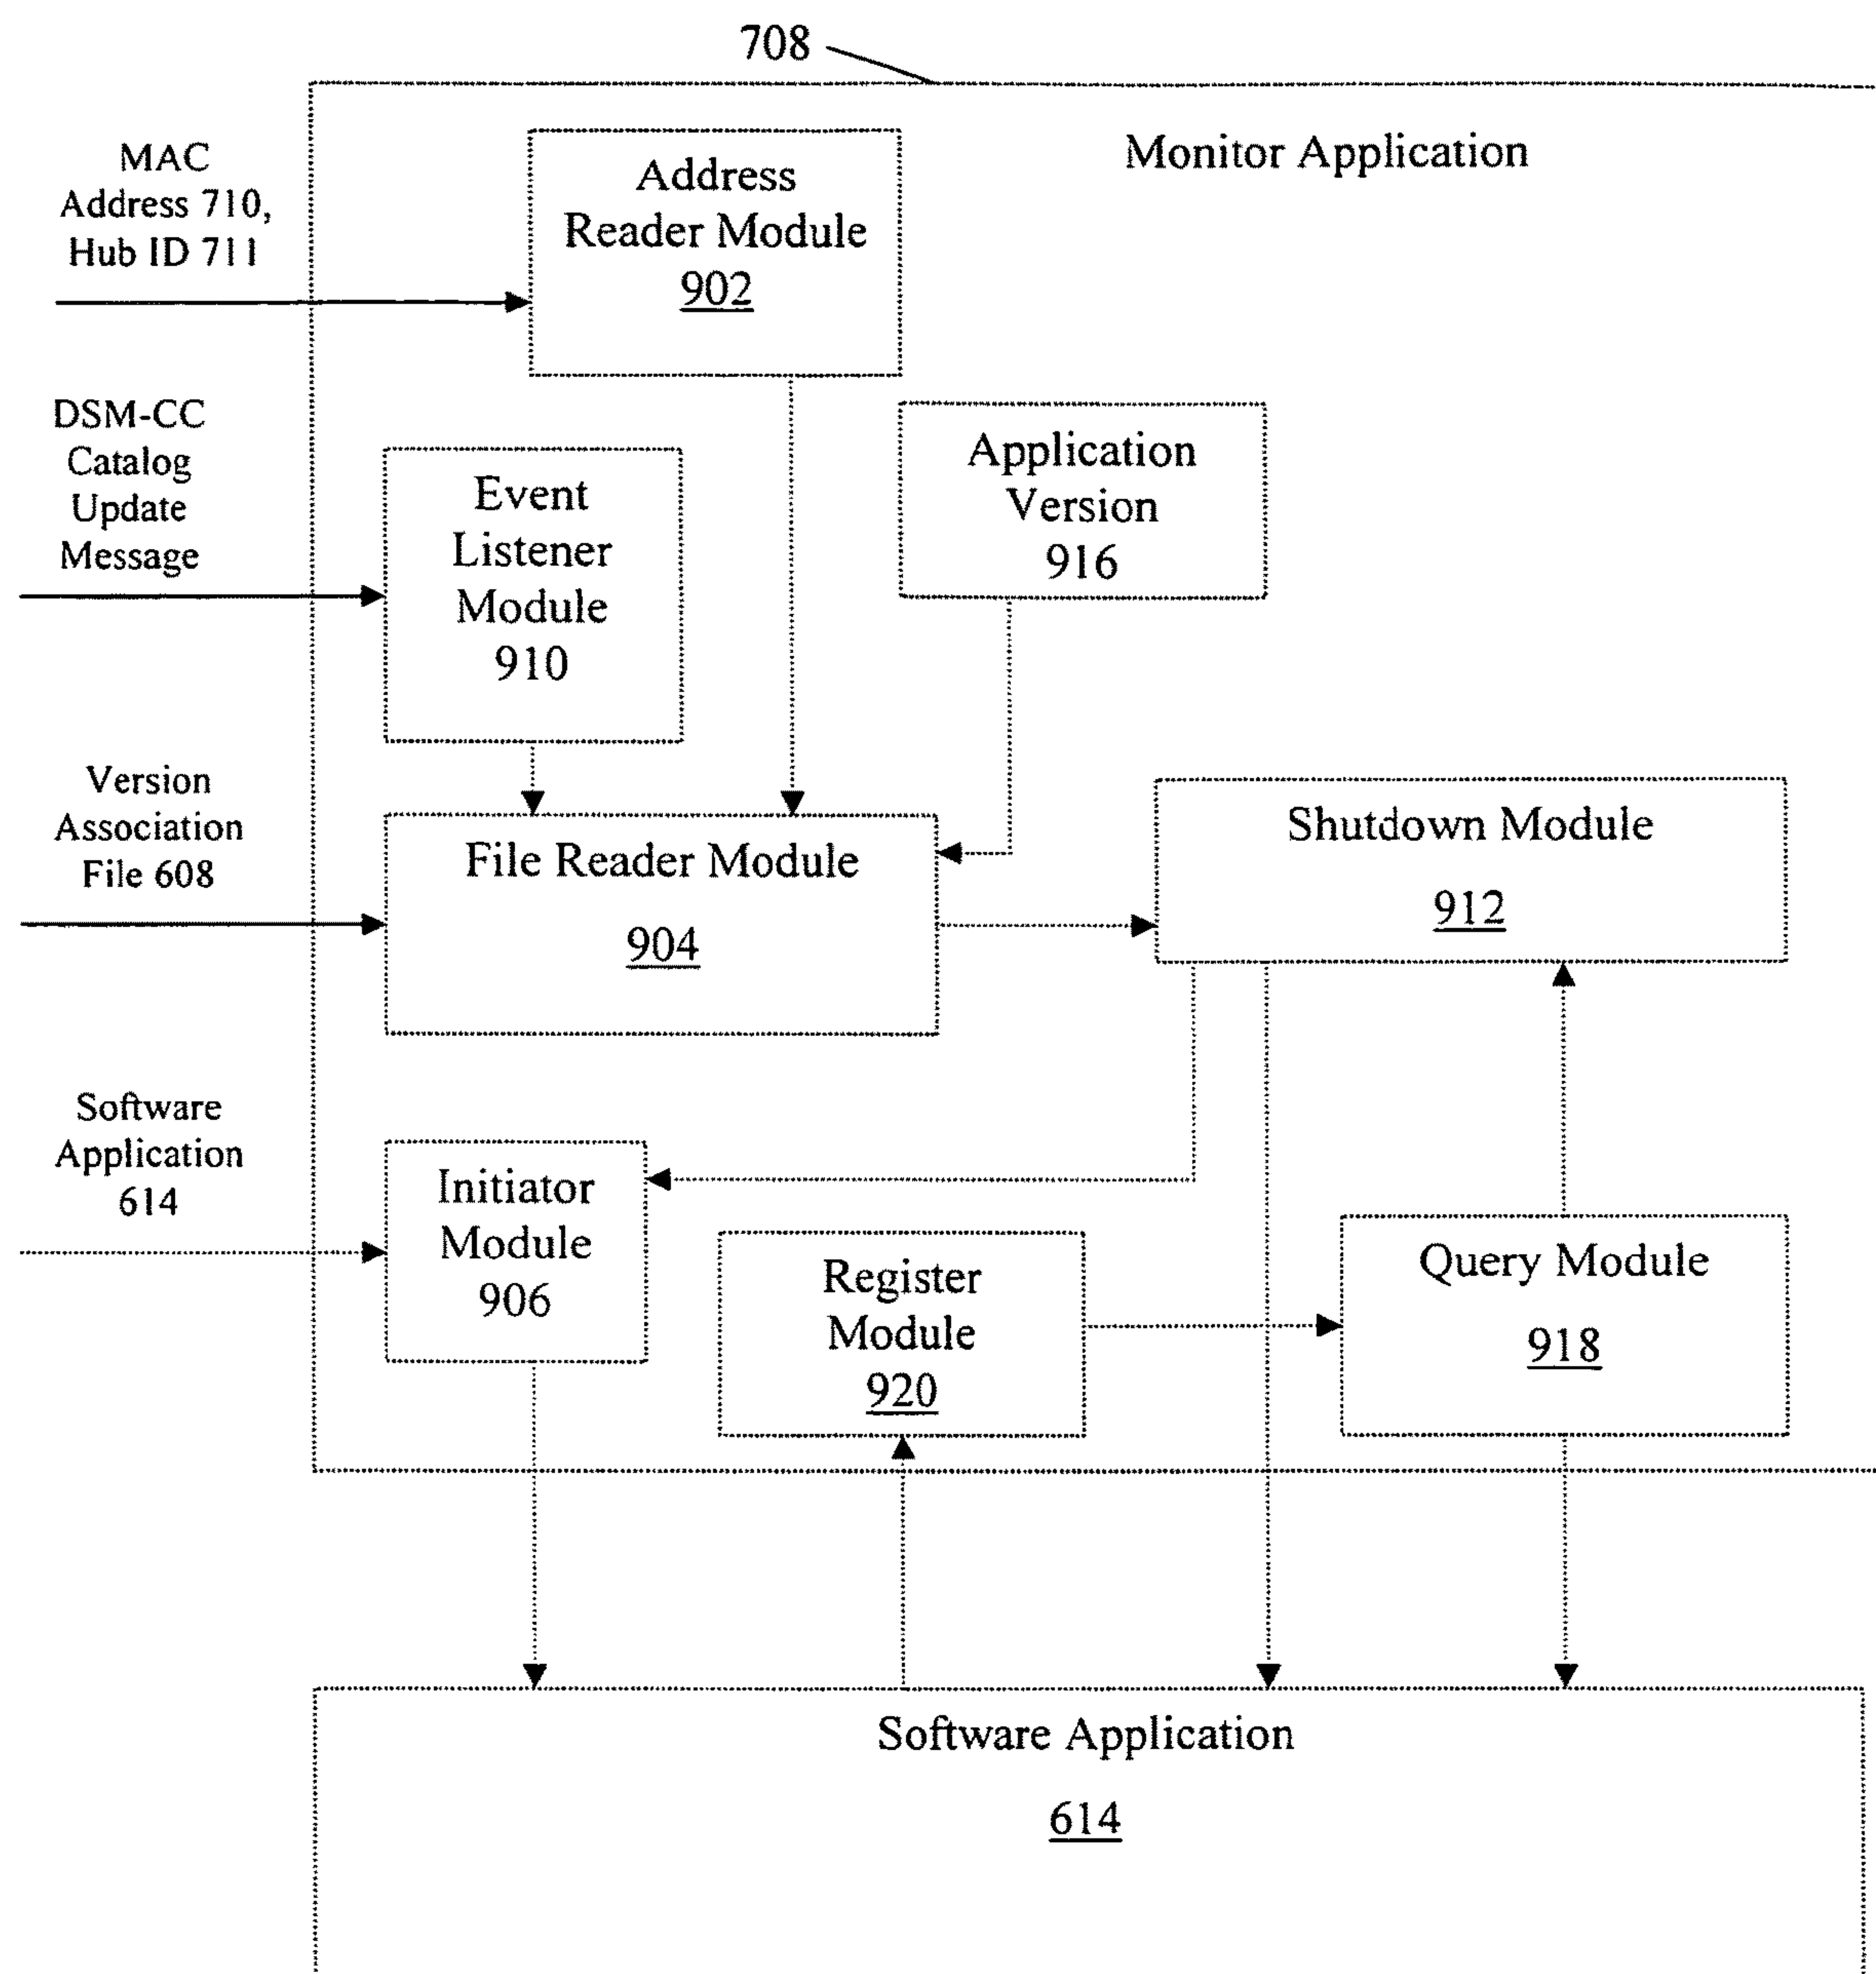 708
Monitor Application
MAC
Address 710,
Hub ID 711
Address
Reader Module
902
DSM-CC
Catalog
Update
Message
Event
Listener
Module
910
Application
Version
916
Version
Association
File 608
File Reader Module
904
Shutdown Module
912
Software
Application
614
Initiator
Module
906
Register
Module
920
Query Module
918
Software Application
614